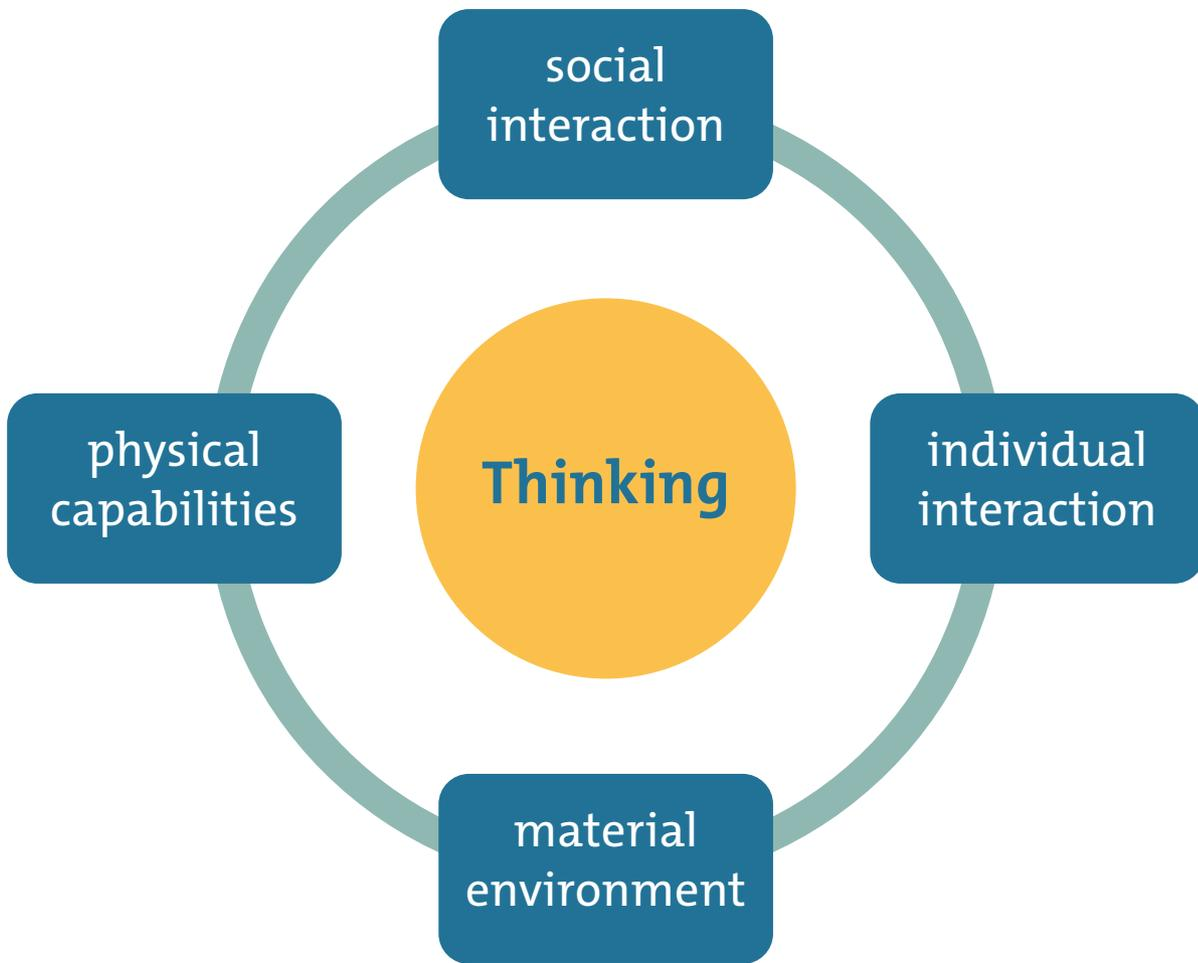 social
interaction
physical
capabilities
Thinking
individual
interaction
material
environment